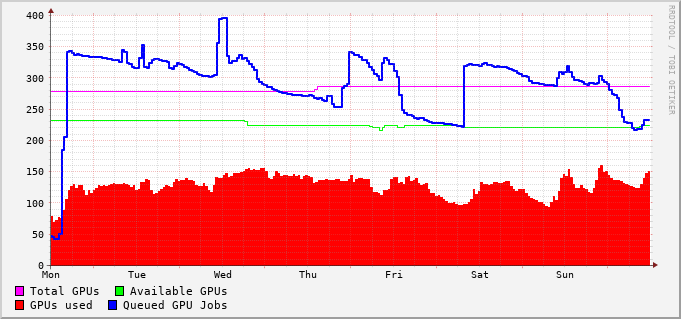 400
350
300
250
200
150
100
50
0
Mon Tue Wed Thu Fri Sat Sun
Total GPUs Available GPUs
GPUs used Queued GPU Jobs
RRDTOOL / TOBI OETIKER